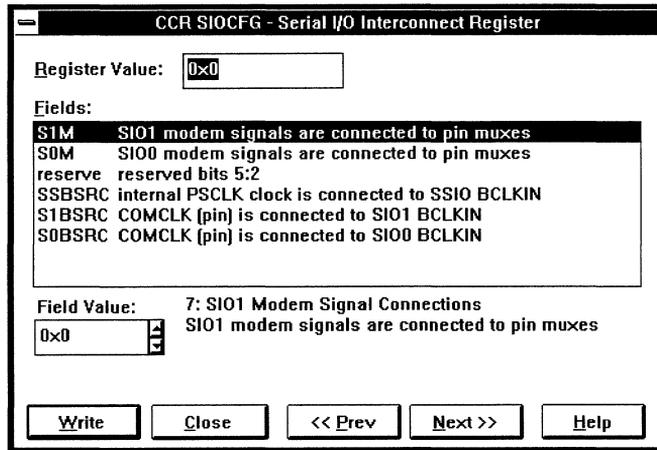 CCR SIOCFG - Serial I/O Interconnect Register
Register Value: 0x0
Fields:
S1M SIO1 modem signals are connected to pin muxes
S0M SIO0 modem signals are connected to pin muxes
reserve reserved bits 5:2
SSBSRC internal PSCLK clock is connected to SSIO BCLKIN
S1BSRC COMCLK (pin) is connected to SIO1 BCLKIN
S0BSRC COMCLK (pin) is connected to SIO0 BCLKIN
Field Value: 7: SIO1 Modem Signal Connections
0x0 SIO1 modem signals are connected to pin muxes
Write Close << Prev Next >> Help